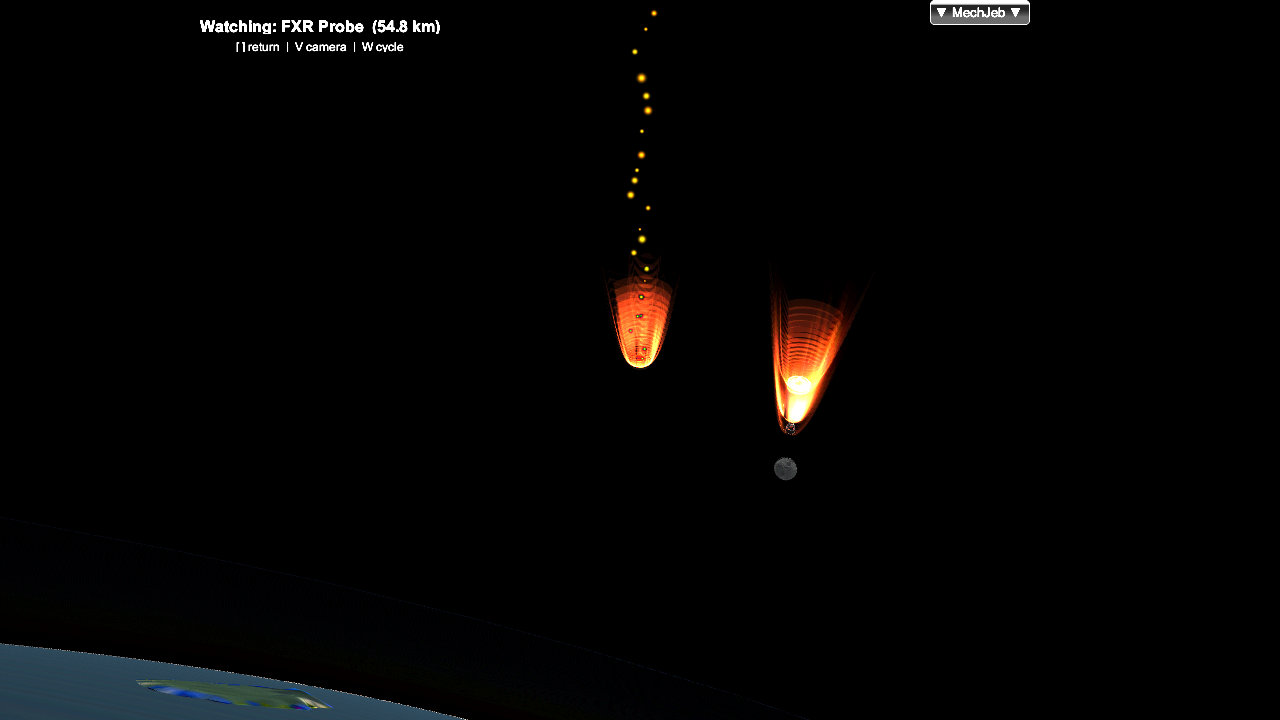 Watching: FXR Probe (54.8 km)
[ ] return | V camera | W cycle
▼ MechJeb ▼